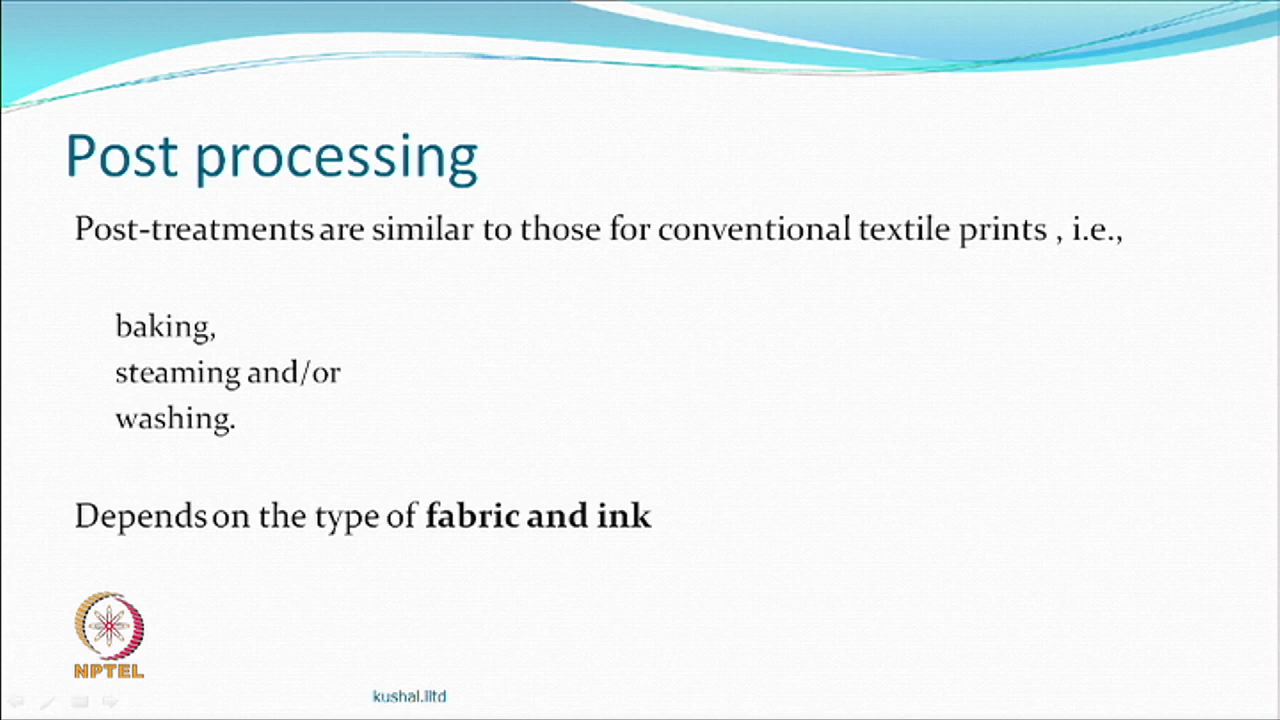 Post processing
Post-treatments are similar to those for conventional textile prints , i.e.,
baking,
steaming and/or
washing.
Depends on the type of fabric and ink
NPTEL
kushal.iitd